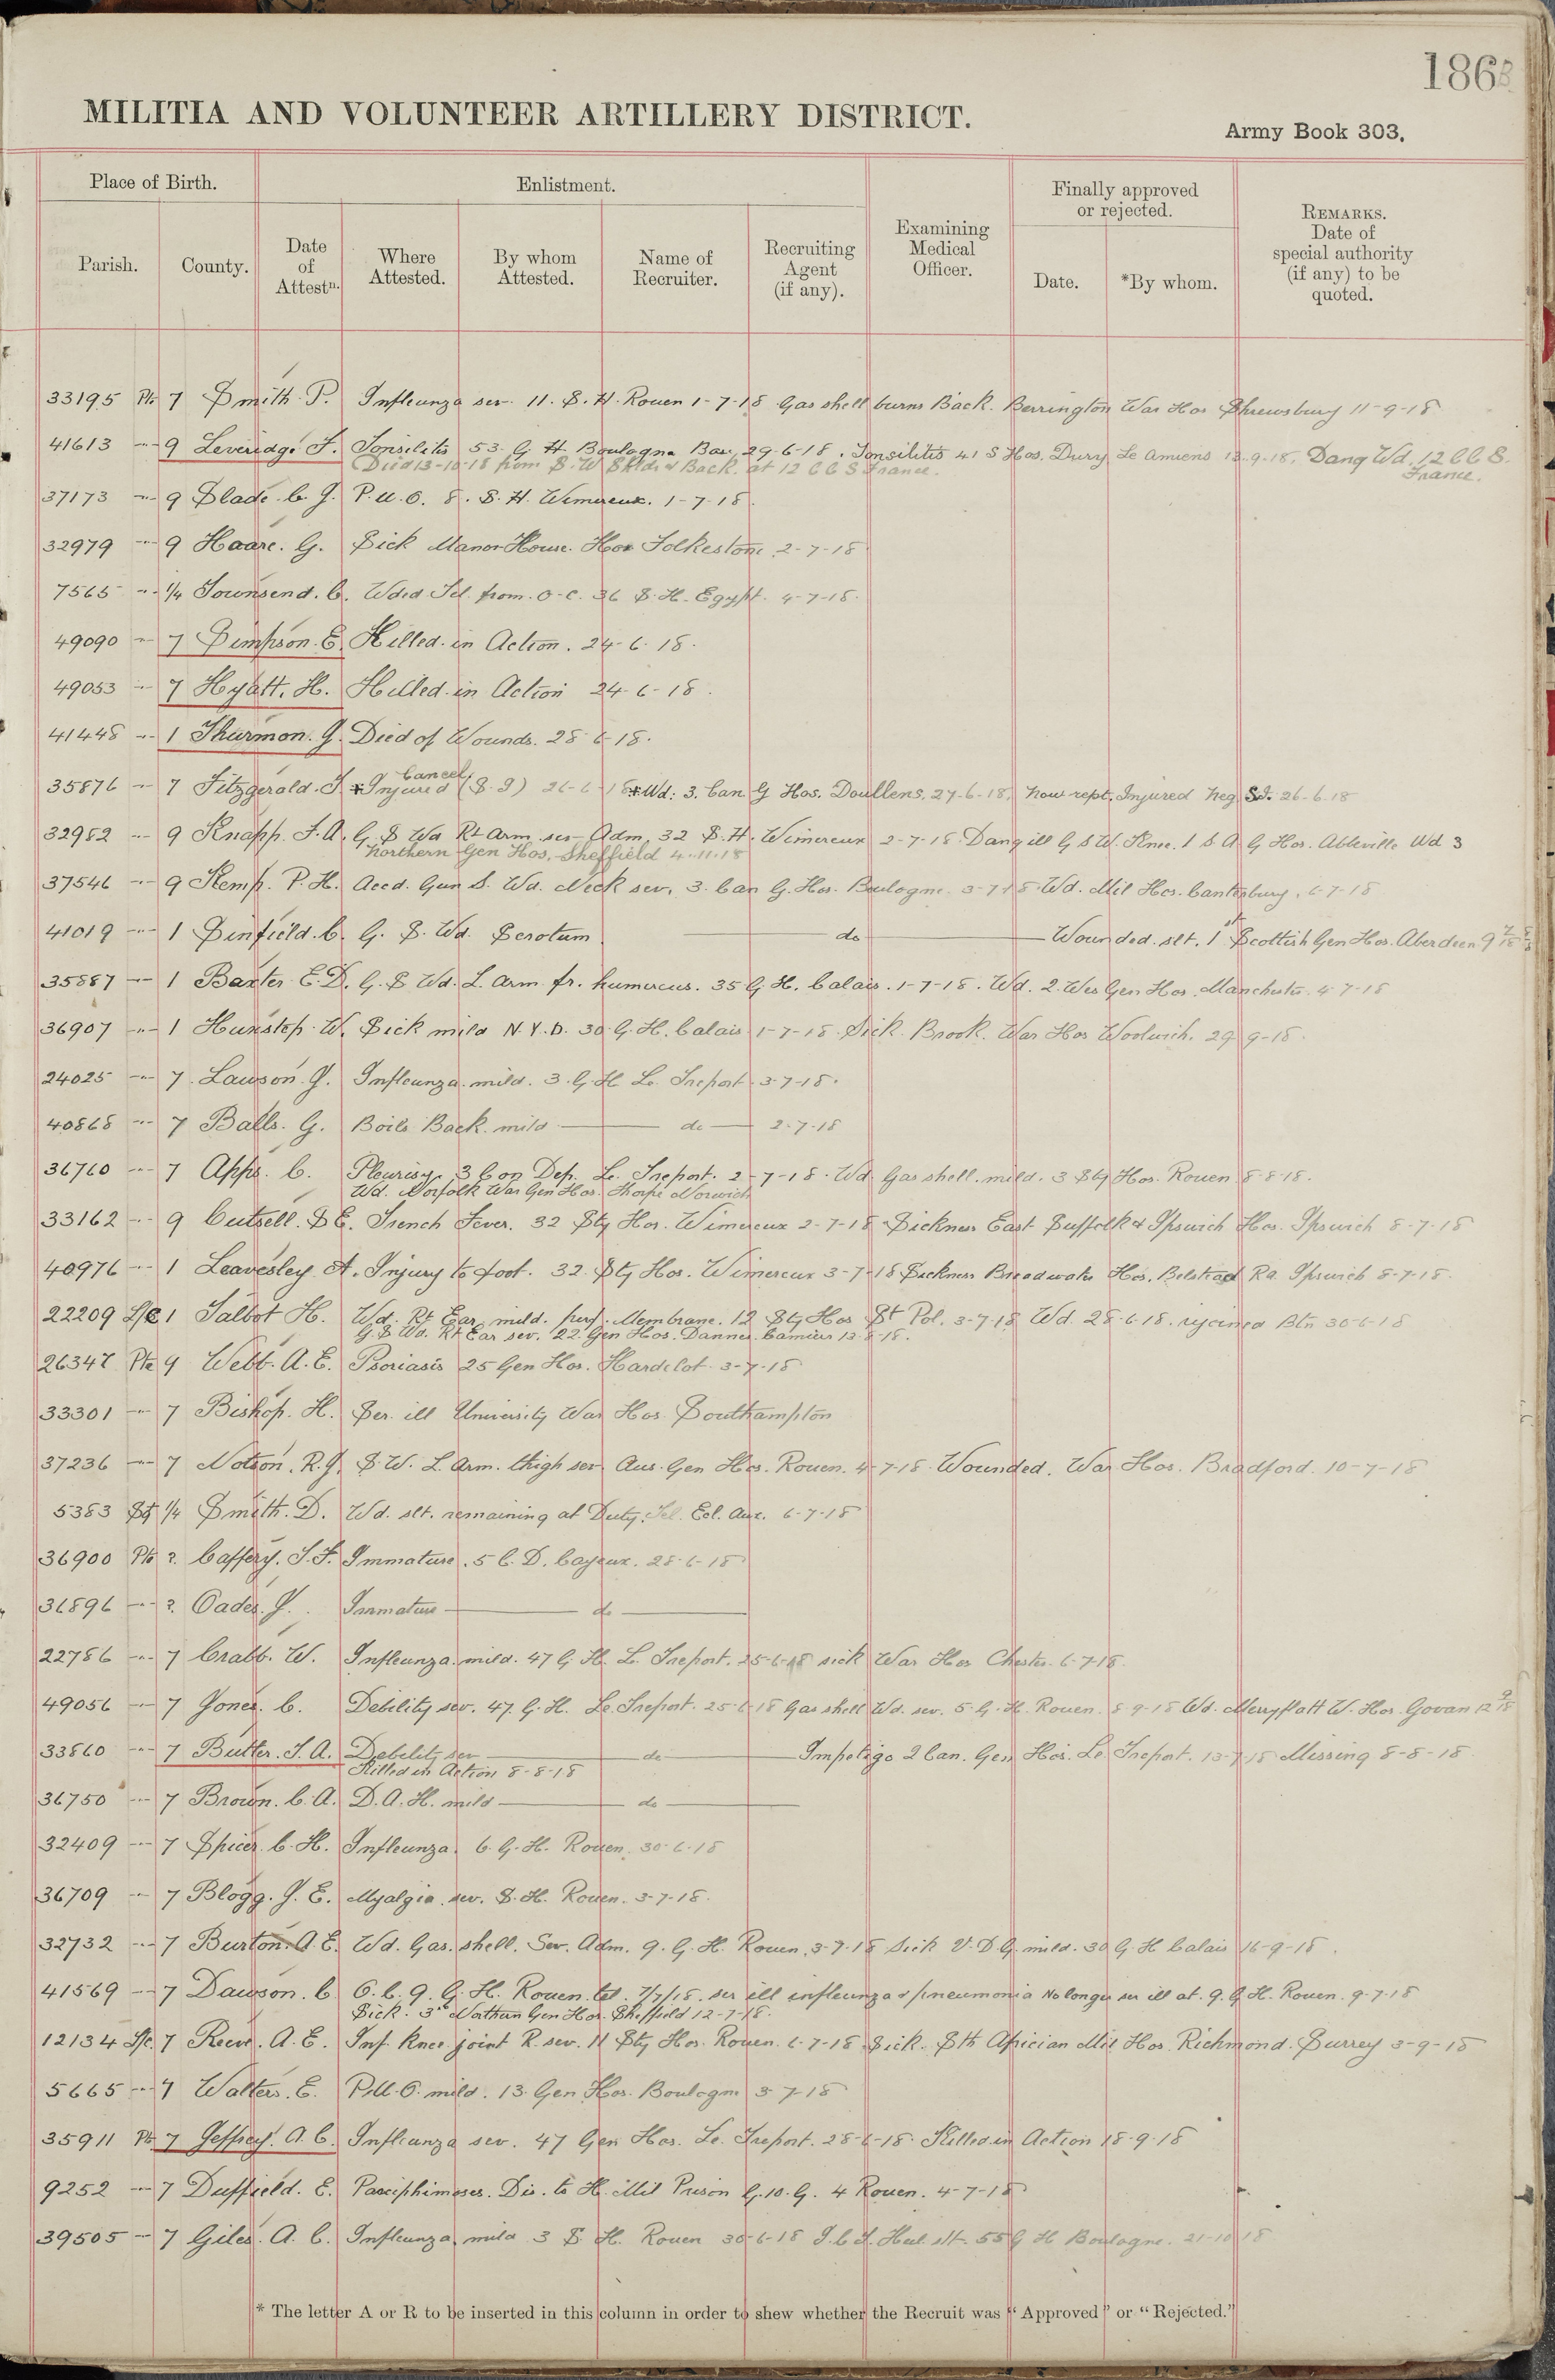 186B
MILITIA AND VOLUNTEER ARTILLERY DISTRICT.
Army Book 303.
Place of Birth.
Enlistment.
Finally approved or rejected.
Parish.
County.
Date of Attestn.
Where Attested.
By whom Attested.
Name of Recruiter.
Recruiting Agent (if any).
Examining Medical Officer.
Date.
*By whom.
REMARKS. Date of special authority (if any) to be quoted.
33195 Pte 7 Smith. P. Infleunza sev. 11. S. H. Rouen 1-7-18 Gas shell burns Back. Berrington War Hos Shrewsbury 11-9-18
41613 -"- 9 Leveridge F. Tonsilitis 53. G. H. Boulogne Bas. 29-6-18. Tonsilitis 41 S Hos. Dury Le Amiens 12-9-18. Dang Wd. 12 C C S. France.
Died 13-10-18 from S. W Shldr & Back. at 12 C C S France.
37173 -"- 9 Slade. C. J. P.U.O. 8. S. H. Wimereux. 1-7-18
32979 -"- 9 Hoare. G. Sick Manor House. Hos Folkestone 2-7-18
7565 -"- 1/4 Townsend. C. Wded Tel. from. O-C. 36 S. H. Egypt. 4-7-18.
49090 -"- 7 Simpson. E. Killed in Action. 24-6-18.
49053 -"- 7 Hyatt. H. Killed in Action 24-6-18.
41448 -"- 1 Thurmon. J. Died of Wounds. 28-6-18.
Cancel
35876 -"- 7 Fitzgerald. J. *Injured (S. I) 26-6-18 *Wd: 3. Can G Hos. Doullens. 27-6-18. now rept. Injured neg S.I. 26-6-18
32982 -"- 9 Knapp. F. A. G. S Wd Rt Arm. sev Adm. 32 S. H. Wimereux 2-7-18. Dang ill G S W. Knee. 1 S A G Hos. Abbeville Wd 3
Northern Gen Hos. Sheffield 4.11.18
37546 -"- 9 Kemp. P. H. Accd. Gun S. Wd. Neck sev. 3. Can G. Hos. Boulogne. 3-7-18 Wd. Mil Hos. Canterbury. 6-7-18
41019 -"- 1 Sinfield. C. G. S. Wd. Scrotum. do Wounded. slt. 1st Scottish Gen Hos. Aberdeen 9
35887 -"- 1 Baxter. E. D. G. S Wd. L. Arm fr. humerus. 35 G. H. Calais. 1-7-18. Wd. 2. Wes Gen Hos. Manchester. 4-7-18
36907 -"- 1 Hunstop. W. Sick mild N.Y.D. 30. G. H. Calais 1-7-18 Sick. Brook. War Hos Woolwich. 29-9-18.
24025 -"- 7 Lawson. J. Infleunza. mild. 3. G. H Le. Treport. 3-7-18.
40868 -"- 7 Balls. G. Boils Back. mild do 2-7-18
36760 -"- 7 Apps. C. Pleurisy. 3 Con Dep. Le. Treport. 2-7-18. Wd Gas shell. mild. 3 Sty Hos. Rouen 8-8-18.
Wd. Norfolk War Gen Hos. Thorpe Norwich
33162 -"- 9 Cutsell. S E. Trench Fever. 32 Sty Hos. Wimereux 2-7-18 Sickness East Suffolk & Ipswich Hos. Ipswich 8-7-18
40976 -"- 1 Leavesley. A. Injury to foot. 32. Sty Hos. Wimereux 3-7-18 Sickness Broadwater Hos. Belstead Rd. Ipswich 8-7-18.
22209 L/C 1 Talbot H. Wd. Rt Ear mild. perf. Membrane. 12 Sty Hos St Pol. 3-7-18 Wd 28-6-18. rejoined Btn 30-6-18
G. S Wd. Rt Ear sev. 22 Gen Hos. Dannes Camiers 13-8-18.
26347 Pte 9 Webb. A. E. Psoriasis 25 Gen Hos. Hardelot 3-7-18
33301 -"- 7 Bishop. H. Ser. ill University War Hos. Southampton
37236 -"- 7 Notson. R. J. S. W. L. Arm. thigh sev Aus. Gen Hos. Rouen. 4-7-18. Wounded. War Hos. Bradford. 10-7-18
5383 Sgt 1/4 Smith. D. Wd. slt. remaining at Duty. Tel. Ecl. Aux. 6-7-18
36900 Pte 2. Caffery. J. F. Immature. 5 C. D. Cayeux. 28-6-18
36896 -"- 2. Oades. J. Immature do
22786 -"- 7 Crabb. W. Infleunza. mild. 47 G H. Le. Treport. 25-6-18 sick War Hos Chester. 6-7-18.
49056 -"- 7 Jones. C. Debility sev. 47. G. H. Le. Treport. 25-6-18 Gas shell Wd. sev. 5. G. H. Rouen. 8-9-18 Wd. Merryflatt W. Hos. Govan 12 9/18
33860 -"- 7 Butler. J. A. Debility sev do Impetigo 2 Can. Gen Hos. Le Treport. 13-7-18 Missing 8-8-18.
Killed in Action 8-8-18
36750 -"- 7 Brown. C. A. D. A. H. mild do
32409 -"- 7 Spicer. C. H. Infleunza. 6. G. H. Rouen. 30-6-18
36709 -"- 7 Blogg. J. E. Myalgia. sev. S. H. Rouen. 3-7-18.
32732 -"- 7 Burton. A. E. Wd. Gas. shell. Sev. Adm. 9. G. H. Rouen. 3-7-18 Sick V. D G. mild. 30 G. H Calais 16-9-18.
41569 -"- 7 Dawson. C O. C. 9. G. H. Rouen. tel. 7/7/18. ser ill infleunza & pneumonia No longer ser ill at. 9. G H. Rouen. 9-7-18
Sick. 3rd Northern Gen Hos. Sheffield 12-7-18.
12134 L/C. 7 Reeve. A. E. Inf. knee joint R. sev. 11 Sty Hos. Rouen. 6-7-18 Sick. Sth Africian Mil Hos. Richmond. Surrey 3-9-18
5665 -"- 7 Walters. E. P.U.O. mild. 13. Gen Hos. Boulogne 3-7-18
35911 Pte 7 Jeffrey. A. C. Infleunza sev. 47 Gen Hos. Le. Treport. 28-6-18. Killed in Action 18-9-18
9252 -"- 7 Duffield. E. Paraphimoses. Dis. to H. Mil Prison G. 10. G. 4 Rouen. 4-7-18
39505 -"- 7 Giles. A. C. Infleunza. mild 3 S. H. Rouen 30-6-18 I. C. T. Heel slt. 55 G H Boulogne. 21-10-18
* The letter A or R to be inserted in this column in order to shew whether the Recruit was "Approved" or "Rejected."